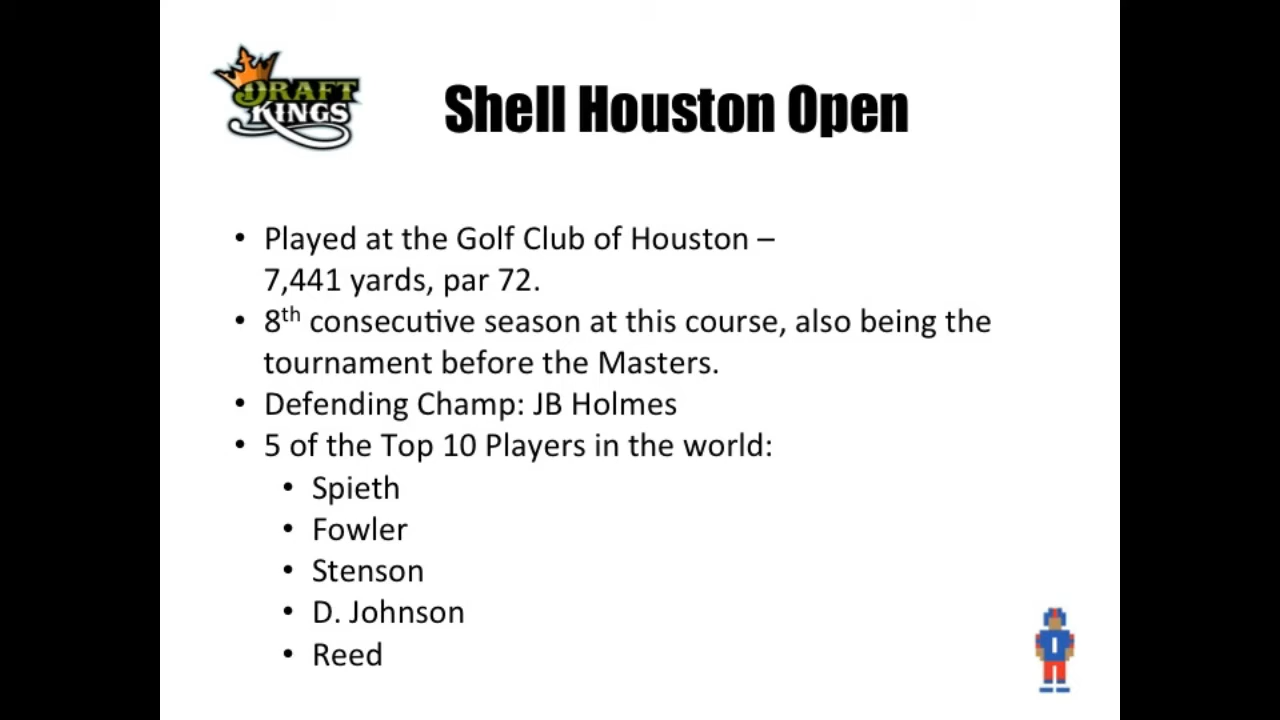 DRAFT
KINGS
Shell Houston Open
• Played at the Golf Club of Houston –
7,441 yards, par 72.
• 8th consecutive season at this course, also being the
tournament before the Masters.
• Defending Champ: JB Holmes
• 5 of the Top 10 Players in the world:
• Spieth
• Fowler
• Stenson
• D. Johnson
• Reed
1